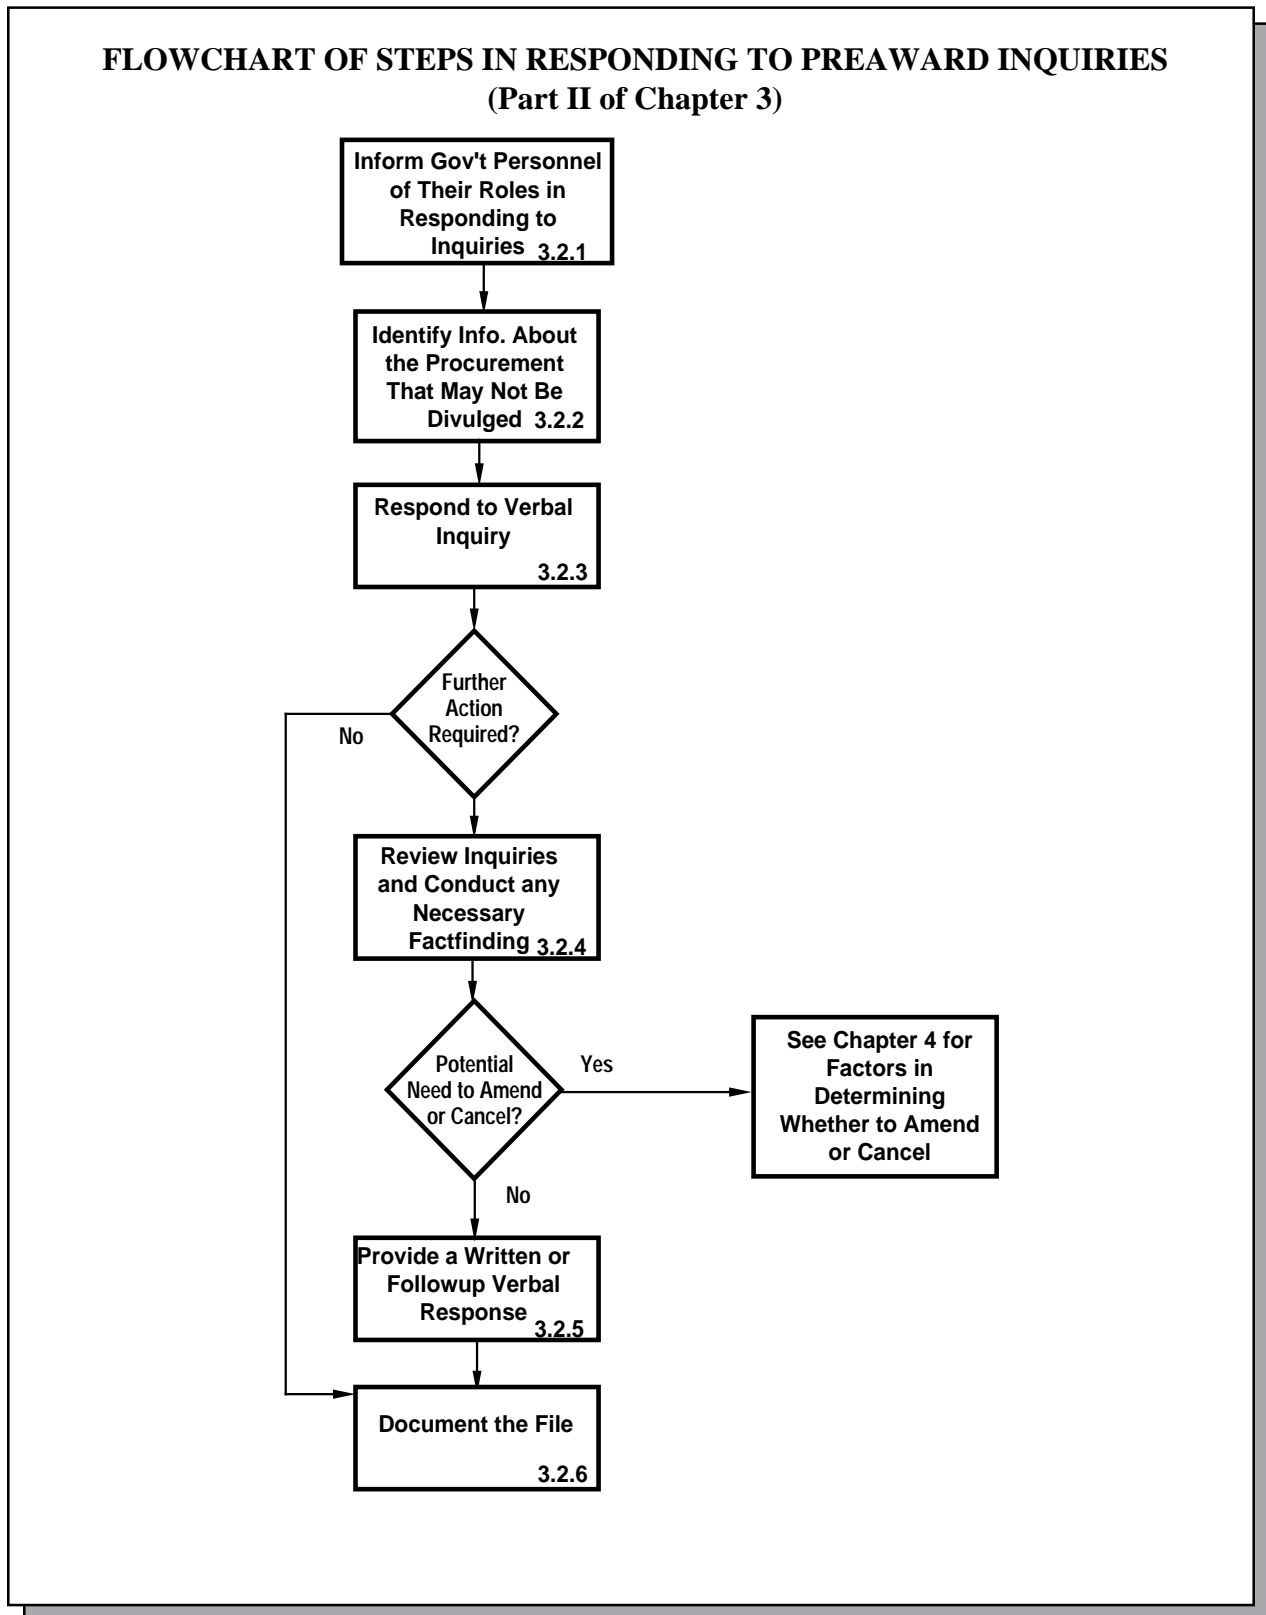 FLOWCHART OF STEPS IN RESPONDING TO PREAWARD INQUIRIES
(Part II of Chapter 3)
Inform Gov't Personnel
of Their Roles in
Responding to
Inquiries 3.2.1
Identify Info. About
the Procurement
That May Not Be
Divulged 3.2.2
Respond to Verbal
Inquiry
3.2.3
Further
Action
Required?
No
Review Inquiries
and Conduct any
Necessary
Factfinding 3.2.4
Potential
Need to Amend
or Cancel?
Yes
See Chapter 4 for
Factors in
Determining
Whether to Amend
or Cancel
No
Provide a Written or
Followup Verbal
Response
3.2.5
Document the File
3.2.6